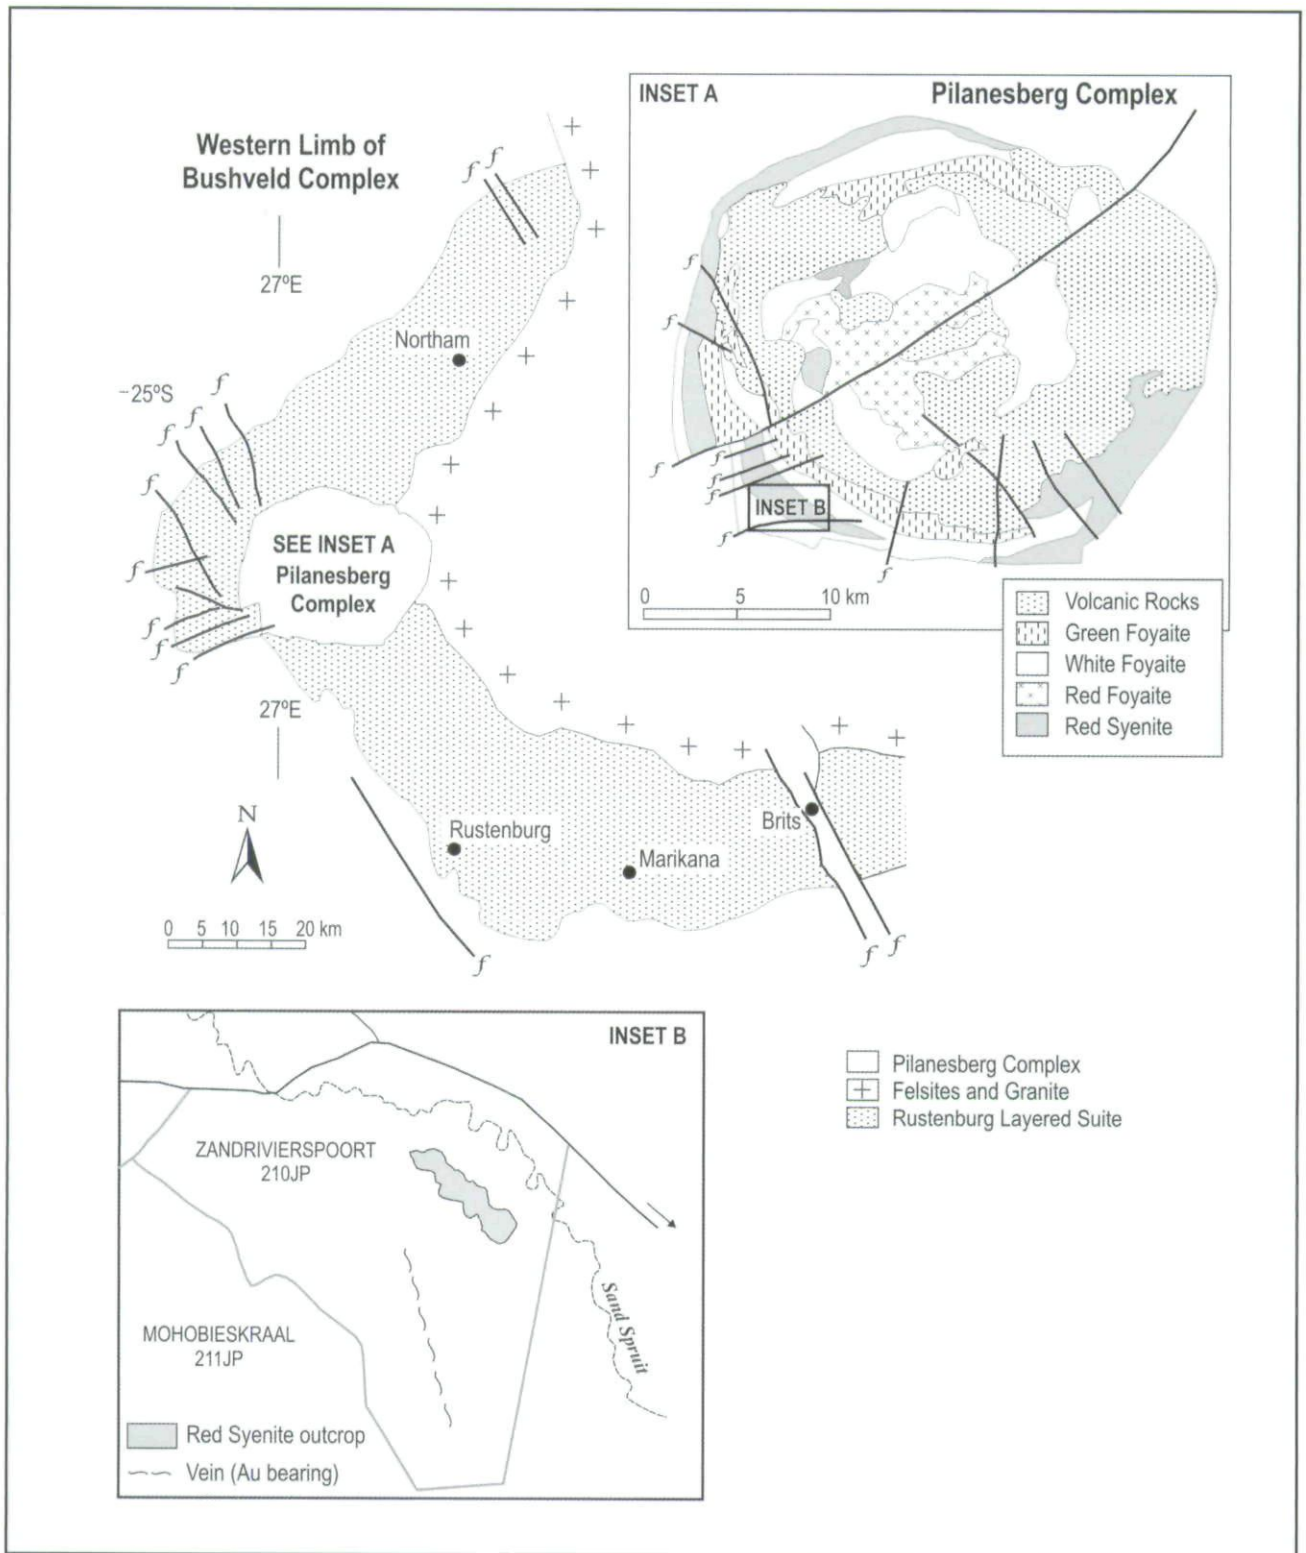 INSET A
Pilanesberg Complex
Western Limb of
Bushveld Complex
f
f
27ºE
Northam
−25ºS
f
f
f
f
f
f
f
f
SEE INSET A
Pilanesberg
Complex
f
f
f
f
f
f
f
INSET B
f
0 5 10 km
Volcanic Rocks
Green Foyaite
White Foyaite
Red Foyaite
Red Syenite
27ºE
N
Rustenburg
Marikana
Brits
0 5 10 15 20 km
f
f
f
INSET B
ZANDRIVIERSPOORT
210JP
MOHOBIESKRAAL
211JP
Sand Spruit
Red Syenite outcrop
Vein (Au bearing)
Pilanesberg Complex
Felsites and Granite
Rustenburg Layered Suite